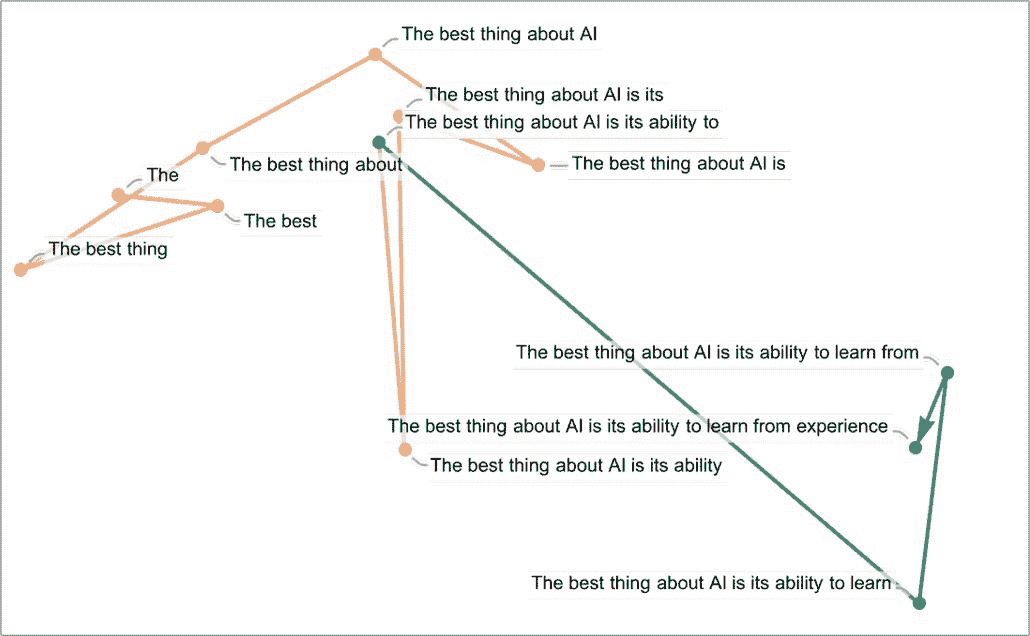 The best thing about AI
The best thing about AI is its
The best thing about AI is its ability to
The best thing about
The best thing about AI is
The
The best
The best thing
The best thing about AI is its ability to learn from
The best thing about AI is its ability to learn from experience
The best thing about AI is its ability
The best thing about AI is its ability to learn